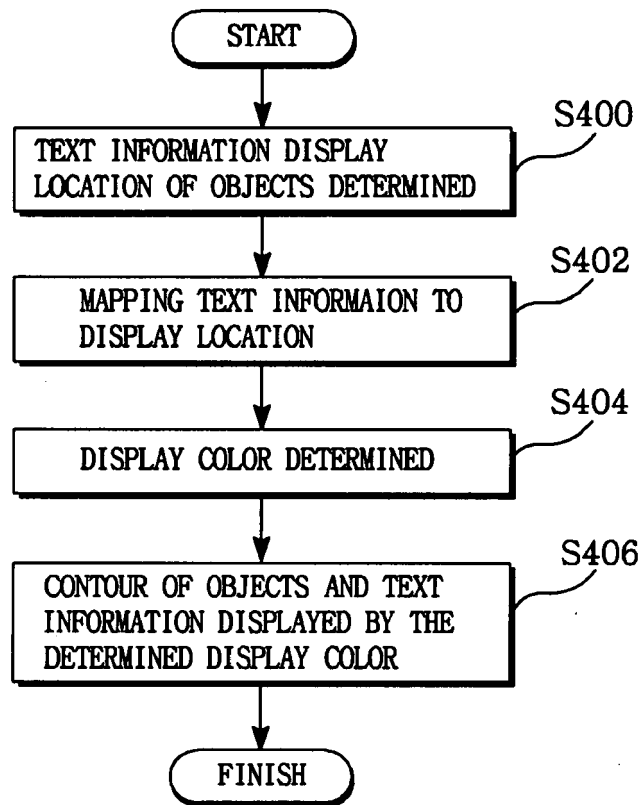 START
S400
TEXT INFORMATION DISPLAY
LOCATION OF OBJECTS DETERMINED
S402
MAPPING TEXT INFORMAION TO
DISPLAY LOCATION
S404
DISPLAY COLOR DETERMINED
S406
CONTOUR OF OBJECTS AND TEXT
INFORMATION DISPLAYED BY THE
DETERMINED DISPLAY COLOR
FINISH